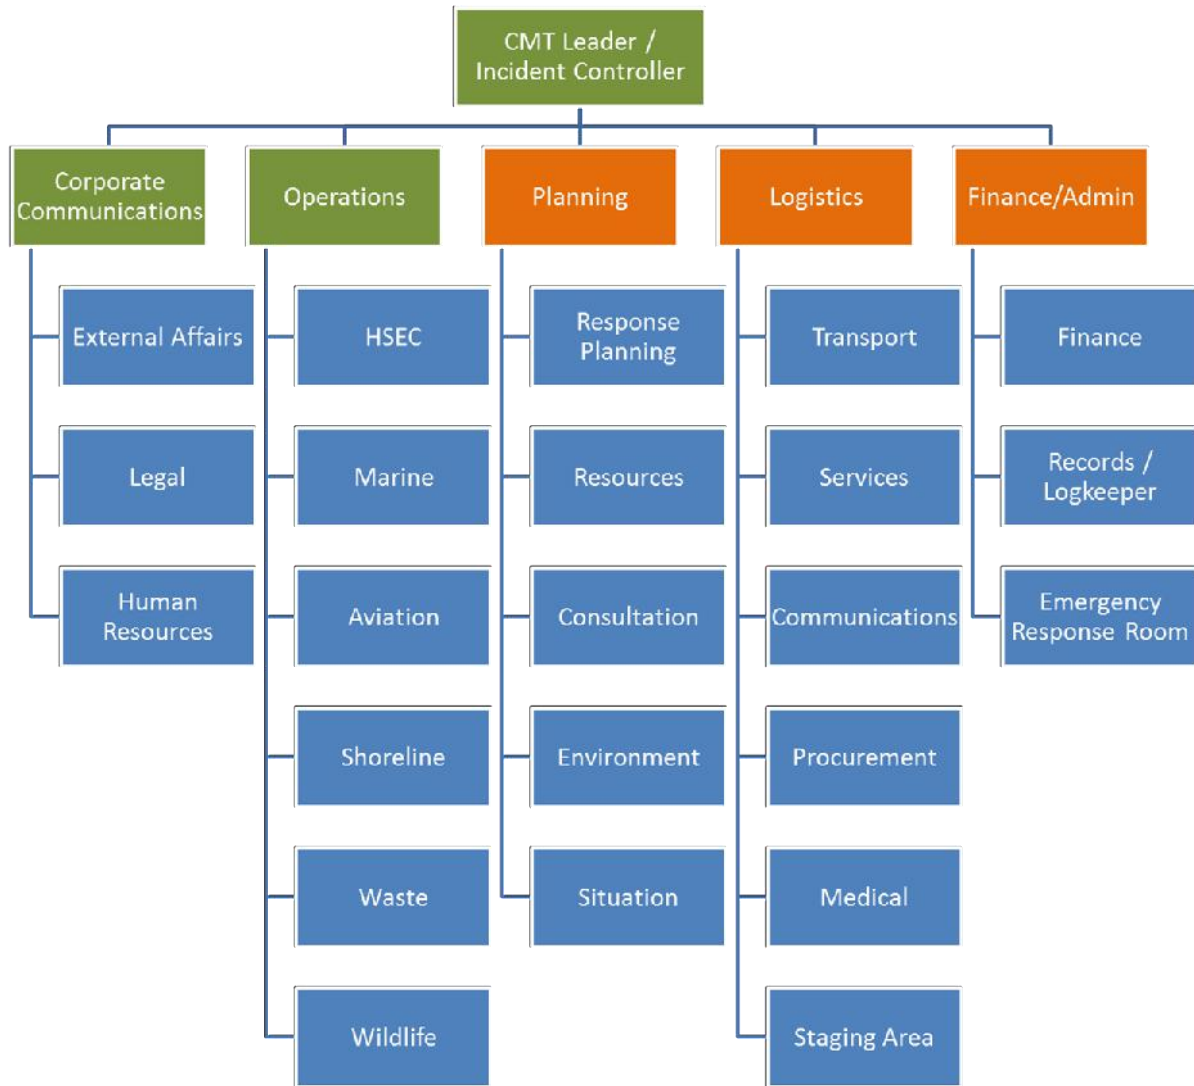 CMT Leader /
Incident Controller
Corporate
Communications
Operations
Planning
Logistics
Finance/Admin
External Affairs
HSEC
Response
Planning
Transport
Finance
Legal
Marine
Resources
Services
Records /
Logkeeper
Human
Resources
Aviation
Consultation
Communications
Emergency
Response Room
Shoreline
Environment
Procurement
Waste
Situation
Medical
Wildlife
Staging Area